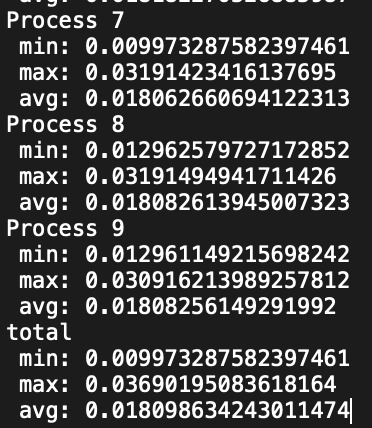 Process 7
min: 0.009973287582397461
max: 0.03191423416137695
avg: 0.018062660694122313
Process 8
min: 0.012962579727172852
max: 0.03191494941711426
avg: 0.018082613945007323
Process 9
min: 0.012961149215698242
max: 0.030916213989257812
avg: 0.01808256149291992
total
min: 0.009973287582397461
max: 0.03690195083618164
avg: 0.018098634243011474